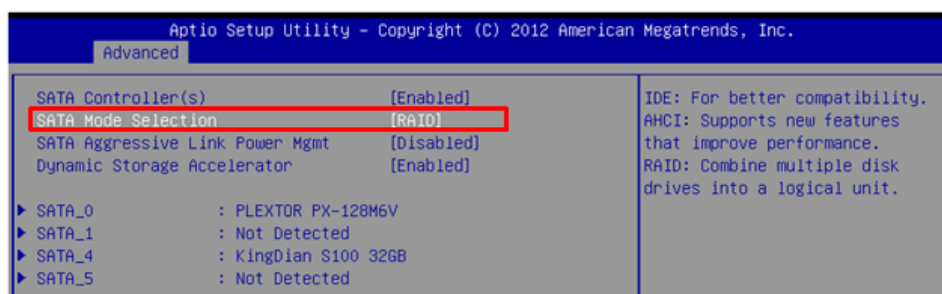 Aptio Setup Utility – Copyright (C) 2012 American Megatrends, Inc.
Advanced
SATA Controller(s) [Enabled]
SATA Mode Selection [RAID]
SATA Aggressive Link Power Mgmt [Disabled]
Dynamic Storage Accelerator [Enabled]
SATA_0 : PLEXTOR PX-128M6V
SATA_1 : Not Detected
SATA_4 : KingDian S100 32GB
SATA_5 : Not Detected
IDE: For better compatibility.
AHCI: Supports new features
that improve performance.
RAID: Combine multiple disk
drives into a logical unit.